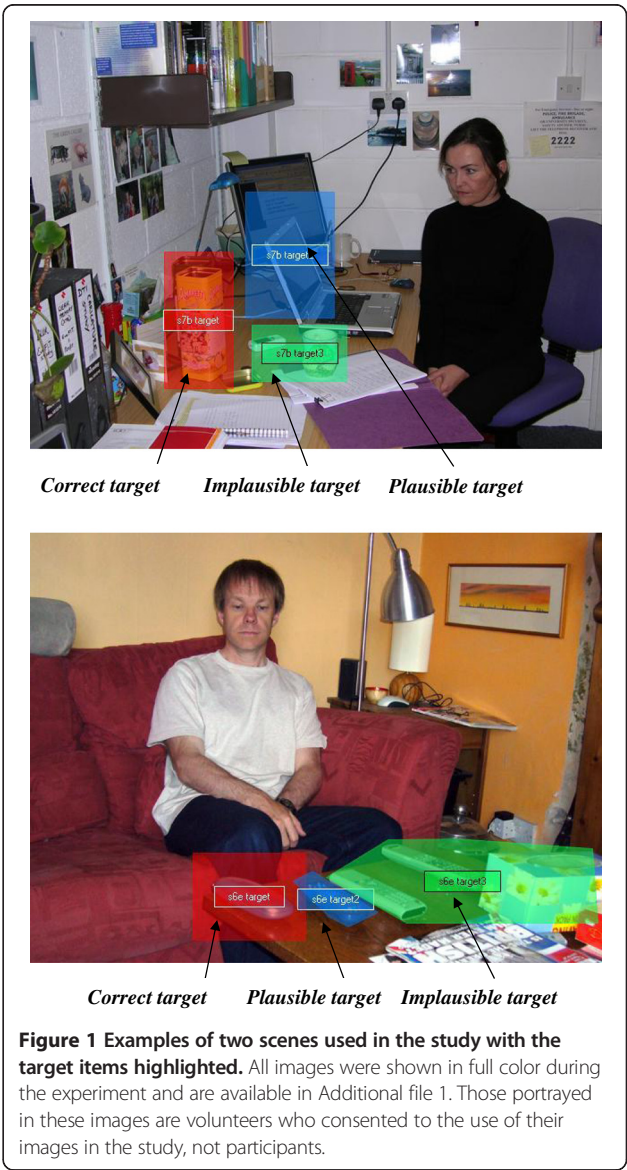 2222
s7b target
s7b target
s7b target3
Correct target Implausible target Plausible target
s6e target
s6e target2
s6e target3
Correct target Plausible target Implausible target
Figure 1 Examples of two scenes used in the study with the
target items highlighted. All images were shown in full color during
the experiment and are available in Additional file 1. Those portrayed
in these images are volunteers who consented to the use of their
images in the study, not participants.